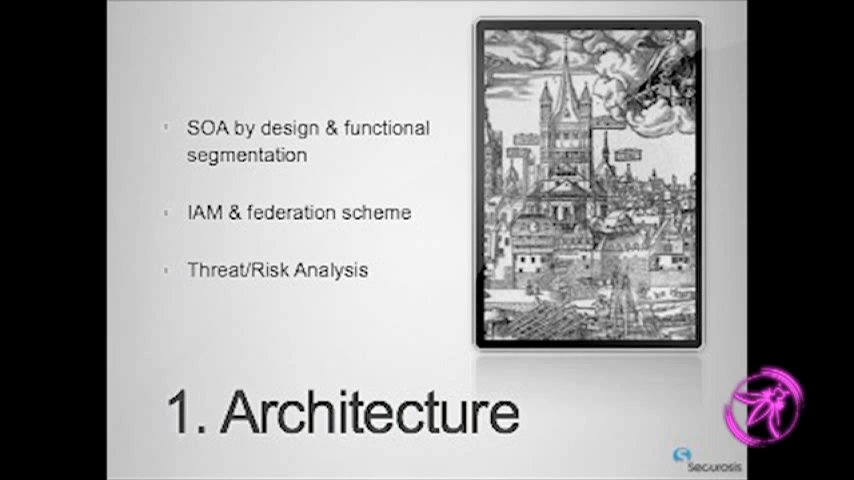 SOA by design & functional
segmentation
IAM & federation scheme
Threat/Risk Analysis
1. Architecture
Securosis